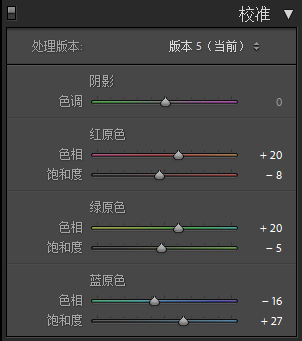 校准 ▼
处理版本: 版本 5（当前）
阴影
色调 0
红原色
色相 +20
饱和度 -8
绿原色
色相 +20
饱和度 -5
蓝原色
色相 -16
饱和度 +27